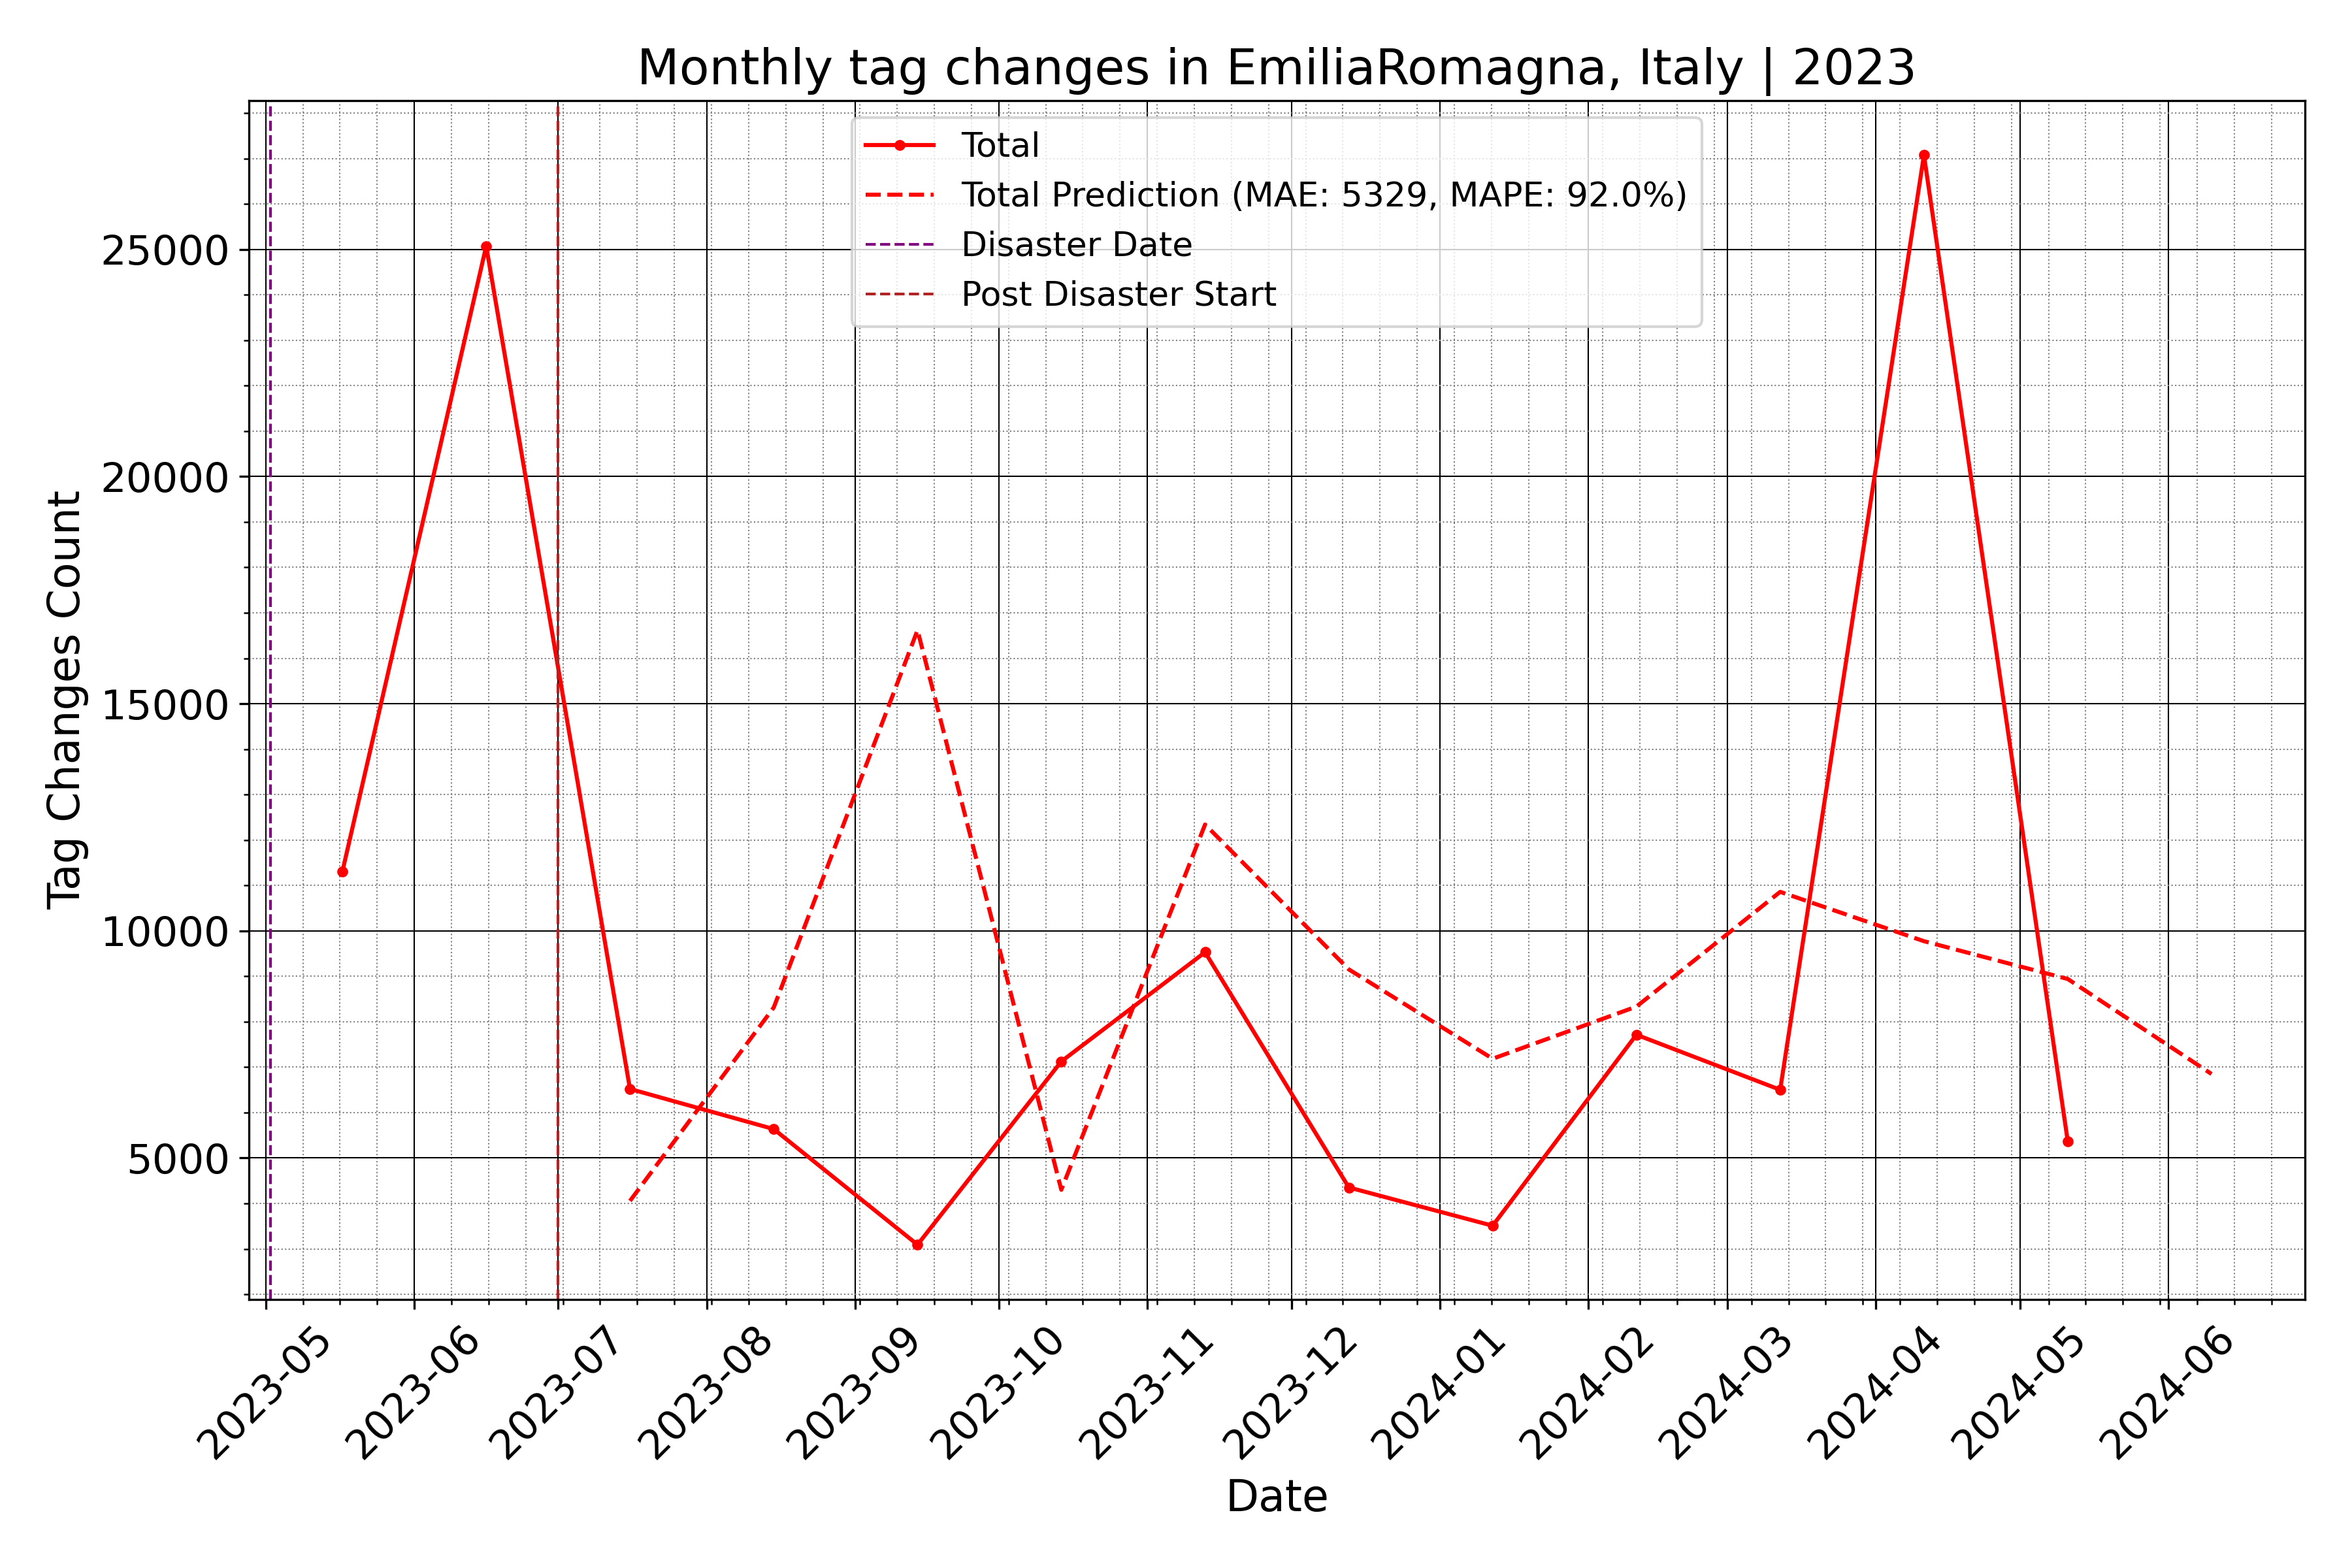 Monthly tag changes in EmiliaRomagna, Italy | 2023
Total
Total Prediction (MAE: 5329, MAPE: 92.0%)
Disaster Date
Post Disaster Start
Tag Changes Count
25000
20000
15000
10000
5000
2023-05
2023-06
2023-07
2023-08
2023-09
2023-10
2023-11
2023-12
2024-01
2024-02
2024-03
2024-04
2024-05
2024-06
Date